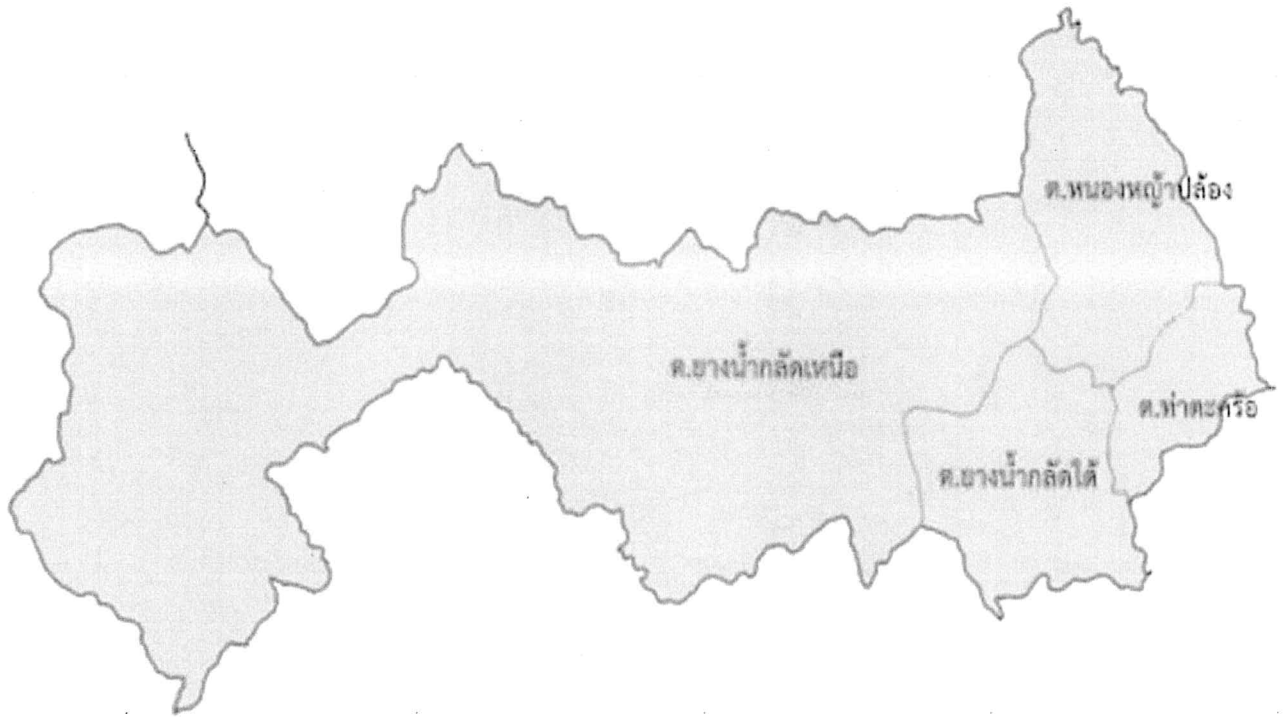 ต.หนองหญ้าปล้อง
ต.ยางน้ำกลัดเหนือ
ต.ท่าตะคร้อ
ต.ยางน้ำกลัดใต้